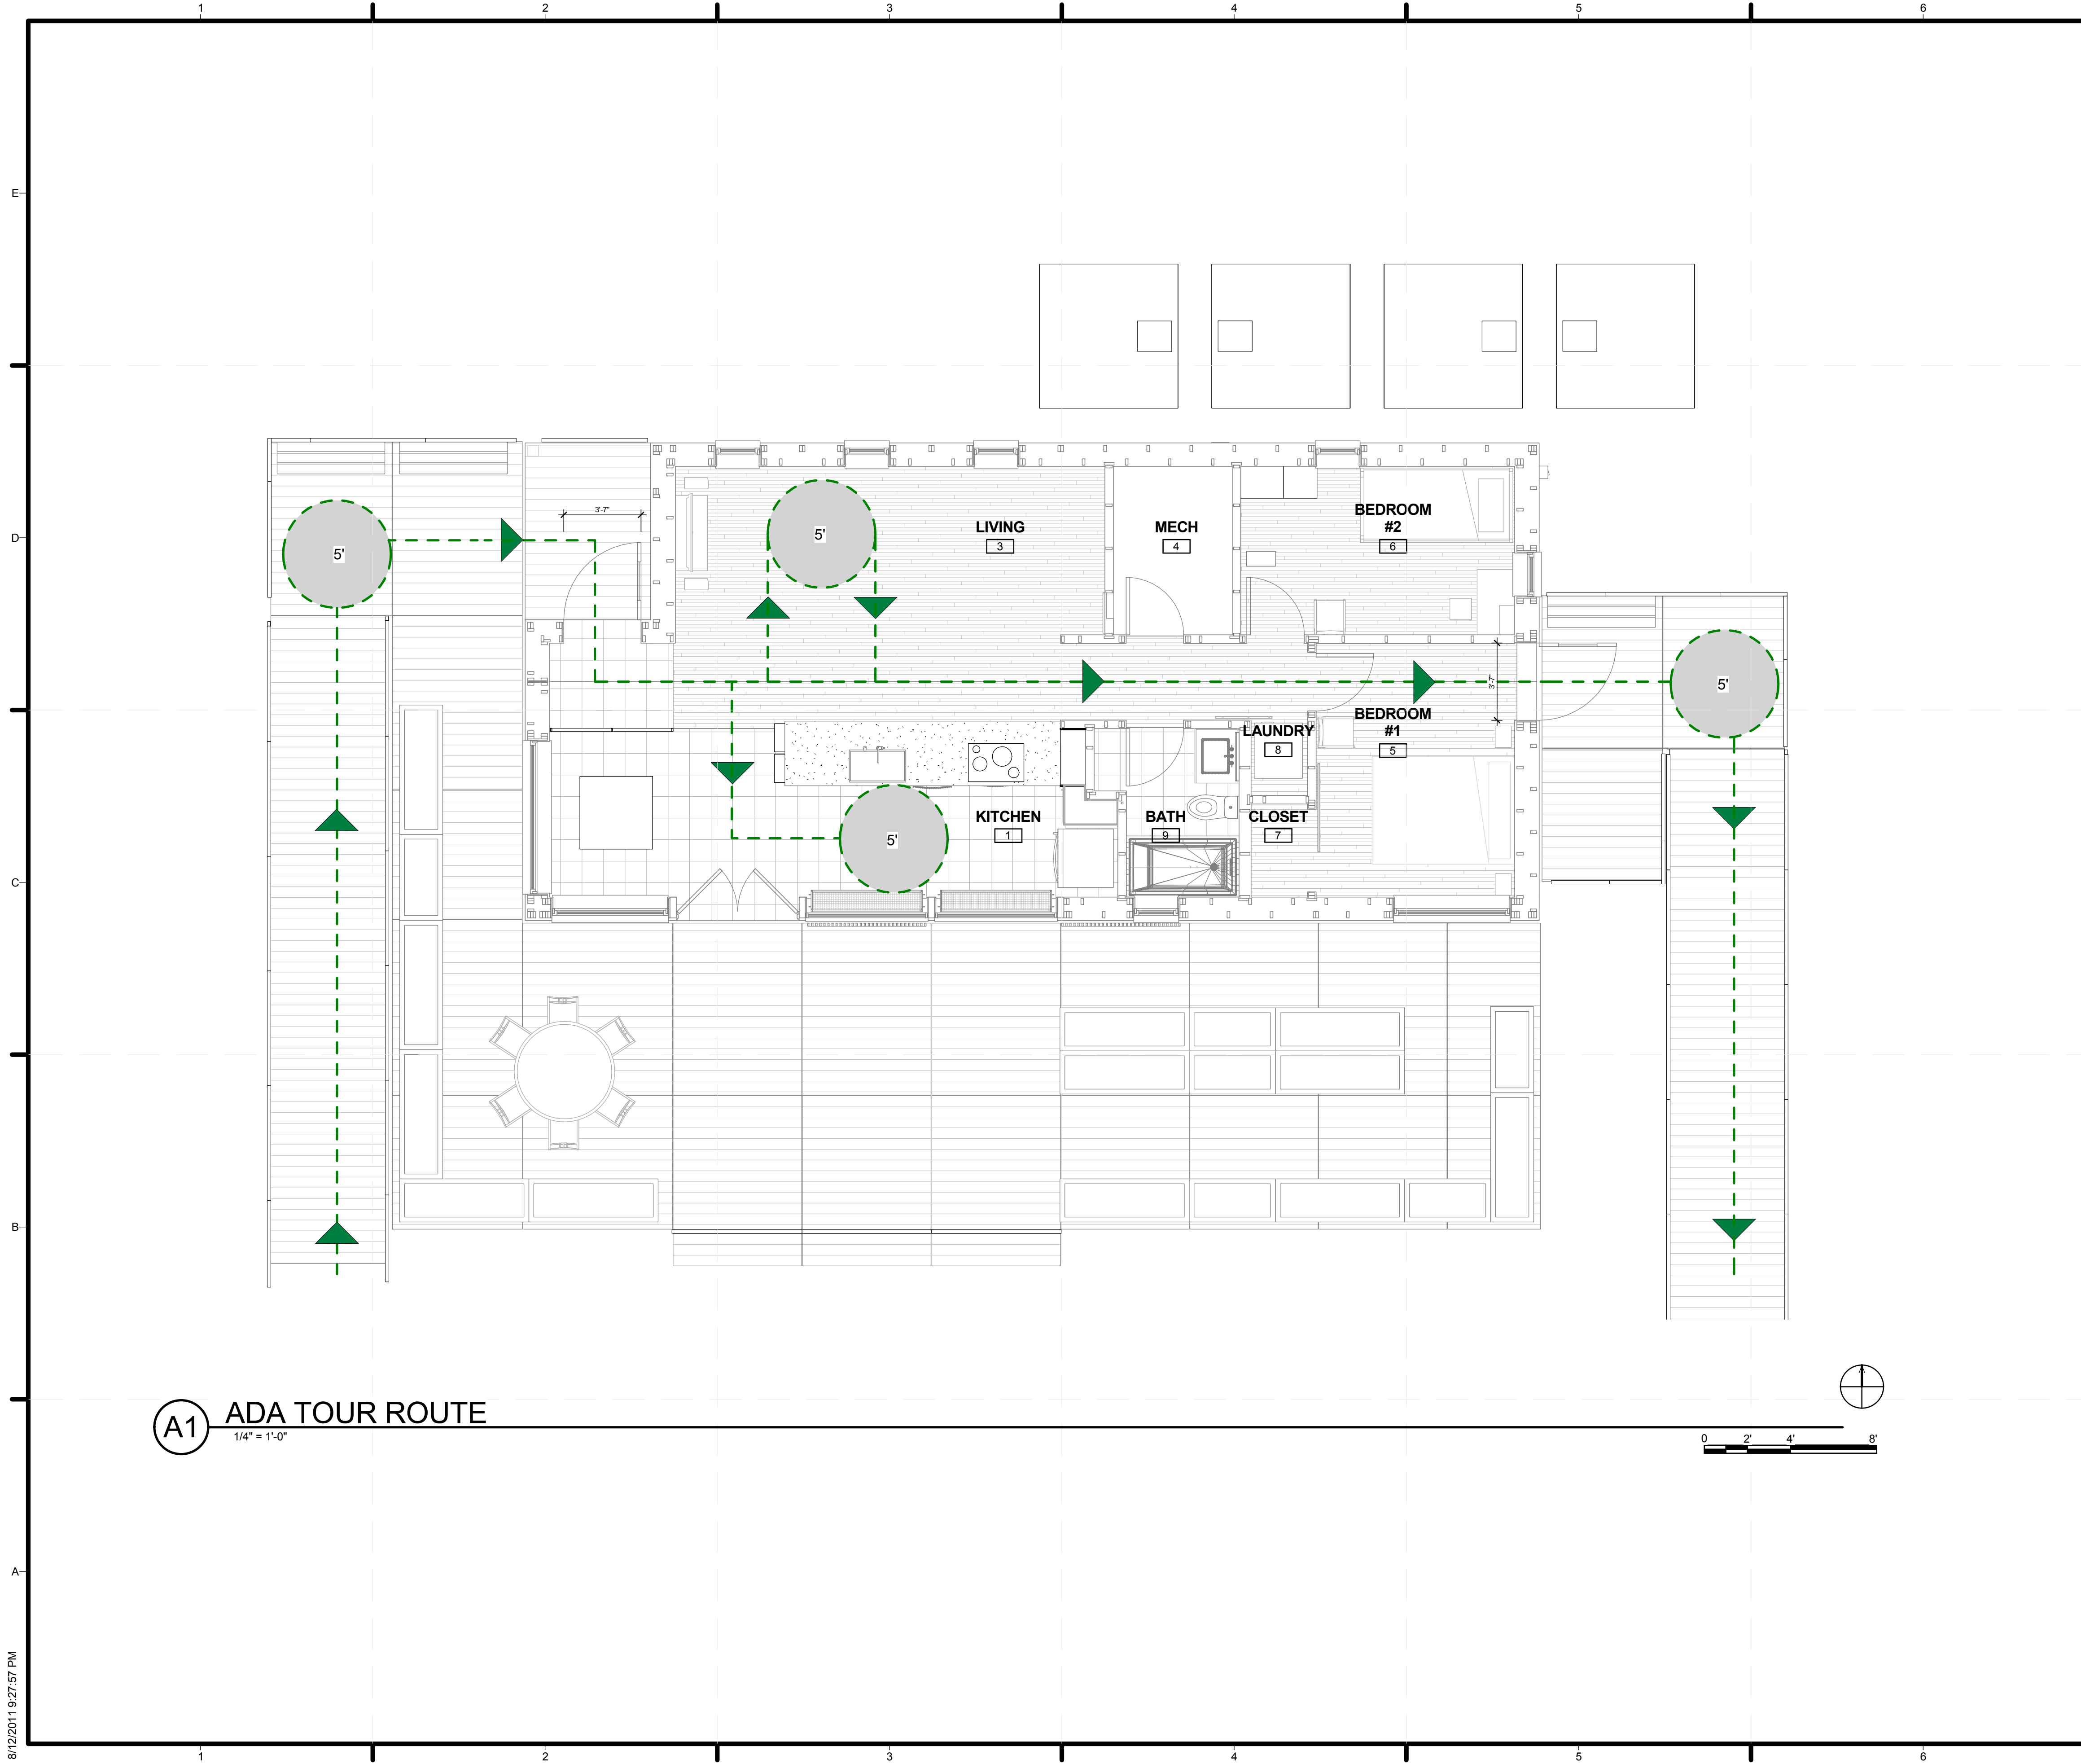 1 2 3 4 5 6
E
D
C
B
A
3'-7"
5'
5'
LIVING
3
MECH
4
BEDROOM
#2
6
3'-7"
5'
BEDROOM
#1
5
LAUNDRY
8
KITCHEN
1
BATH
9
CLOSET
7
5'
A1
ADA TOUR ROUTE
1/4" = 1'-0"
0 2' 4' 8'
8/12/2011 9:27:57 PM
1 2 3 4 5 6